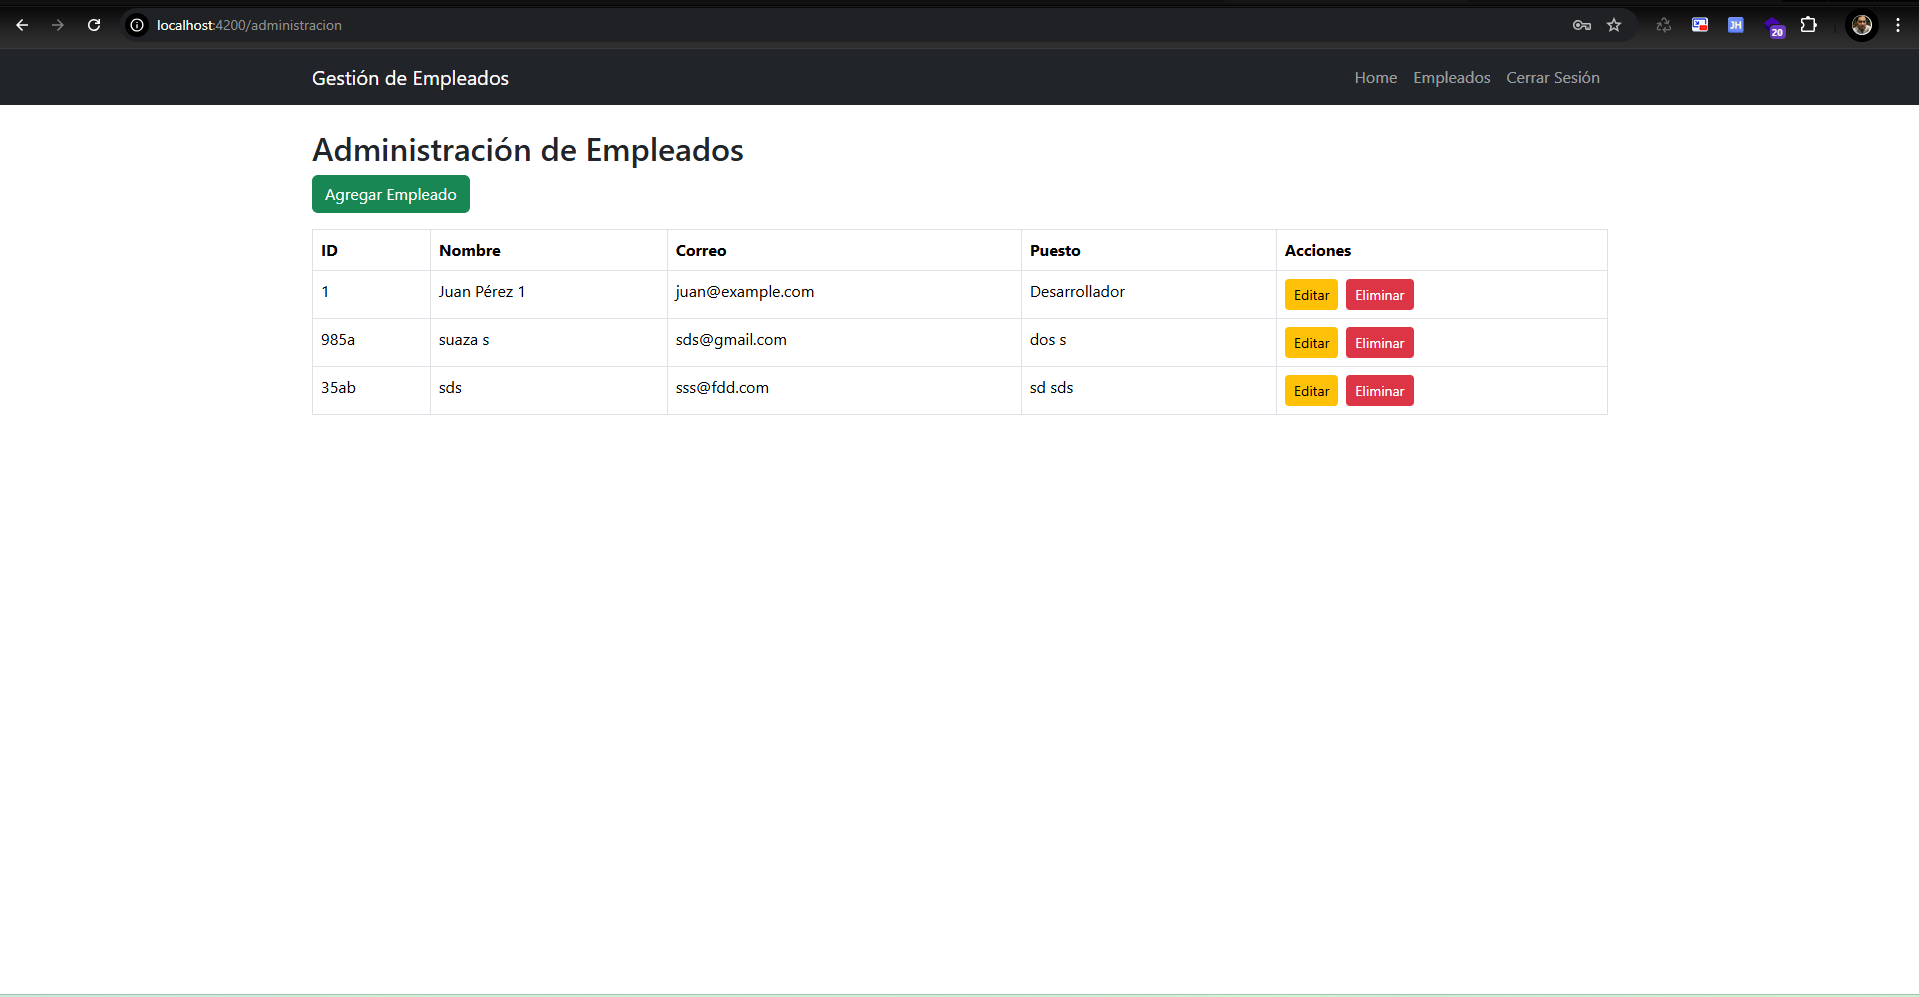 localhost:4200/administracion
JH
20
Gestión de Empleados
Home Empleados Cerrar Sesión
Administración de Empleados
Agregar Empleado
ID Nombre Correo Puesto Acciones
1 Juan Pérez 1 juan@example.com Desarrollador Editar Eliminar
985a suaza s sds@gmail.com dos s Editar Eliminar
35ab sds sss@fdd.com sd sds Editar Eliminar